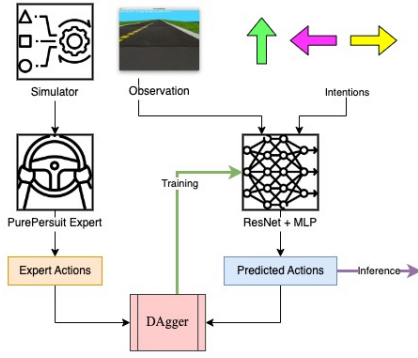 Simulator
Observation
Intentions
Training
PurePersuit Expert
ResNet + MLP
Expert Actions
Predicted Actions
Inference
DAgger